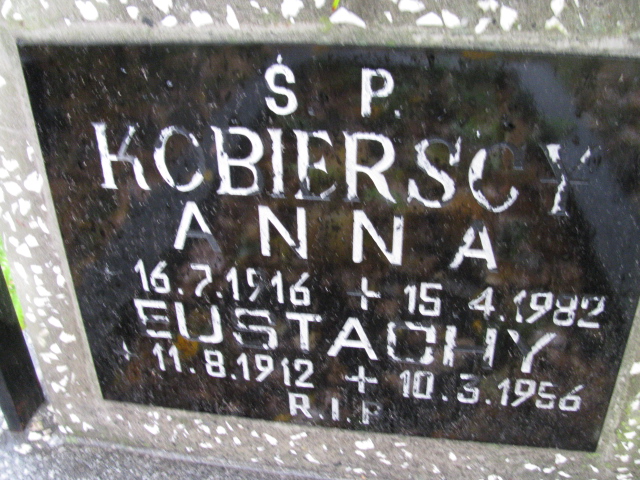 Ś. P.
KOBIERSCY
ANNA
16.7.1916 + 15.4.1982
EUSTACHY
+ 11.8.1912 + 10.3.1956
R.I.P